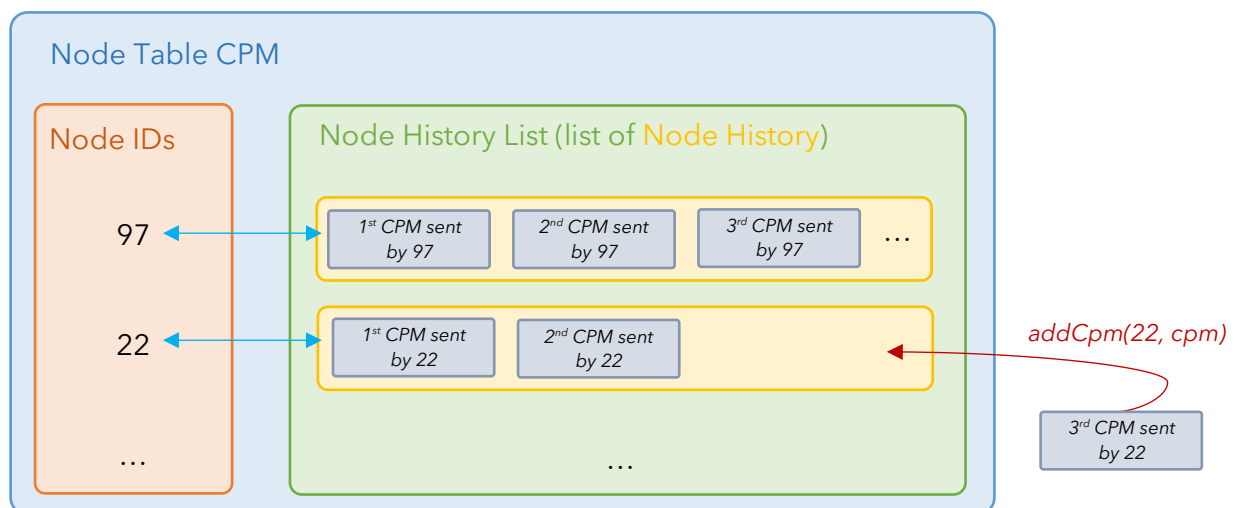 Node Table CPM
Node IDs
Node History List (list of Node History)
97
1st CPM sent
by 97
2nd CPM sent
by 97
3rd CPM sent
by 97
...
22
1st CPM sent
by 22
2nd CPM sent
by 22
addCpm(22, cpm)
3rd CPM sent
by 22
...
...